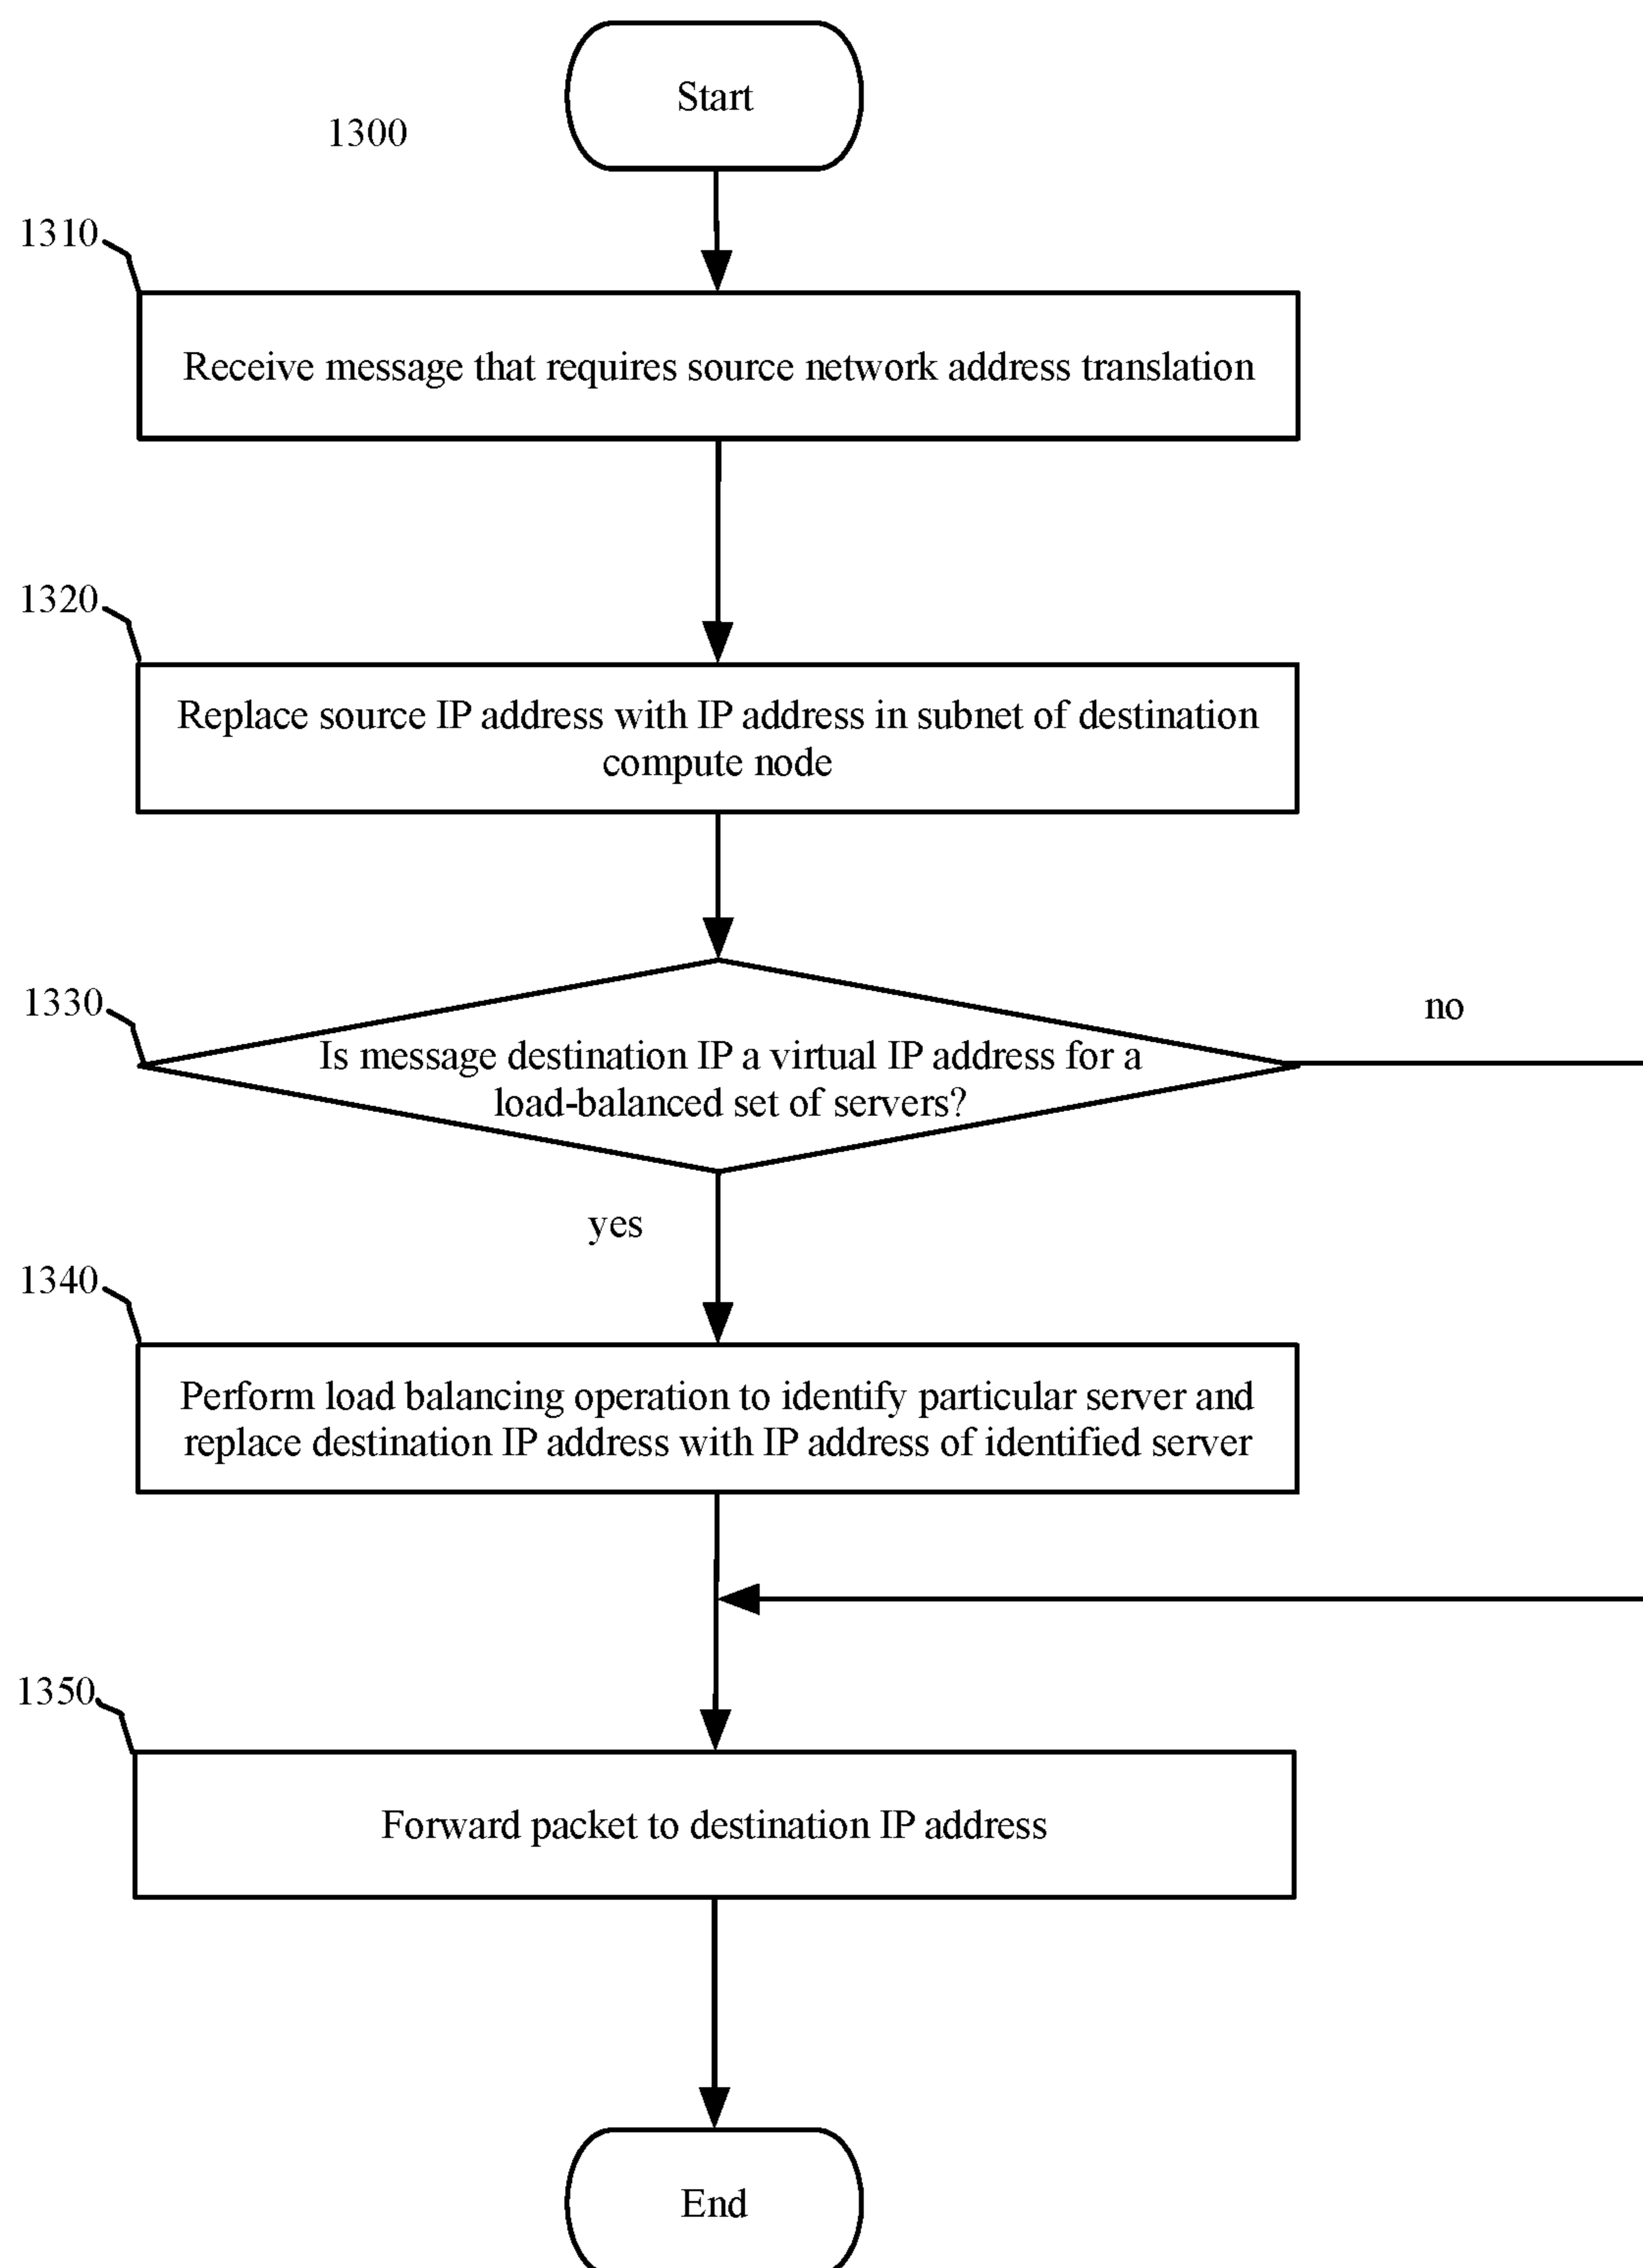 Start
1300
1310
Receive message that requires source network address translation
1320
Replace source IP address with IP address in subnet of destination
compute node
1330
no
Is message destination IP a virtual IP address for a
load-balanced set of servers?
yes
1340
Perform load balancing operation to identify particular server and
replace destination IP address with IP address of identified server
1350
Forward packet to destination IP address
End